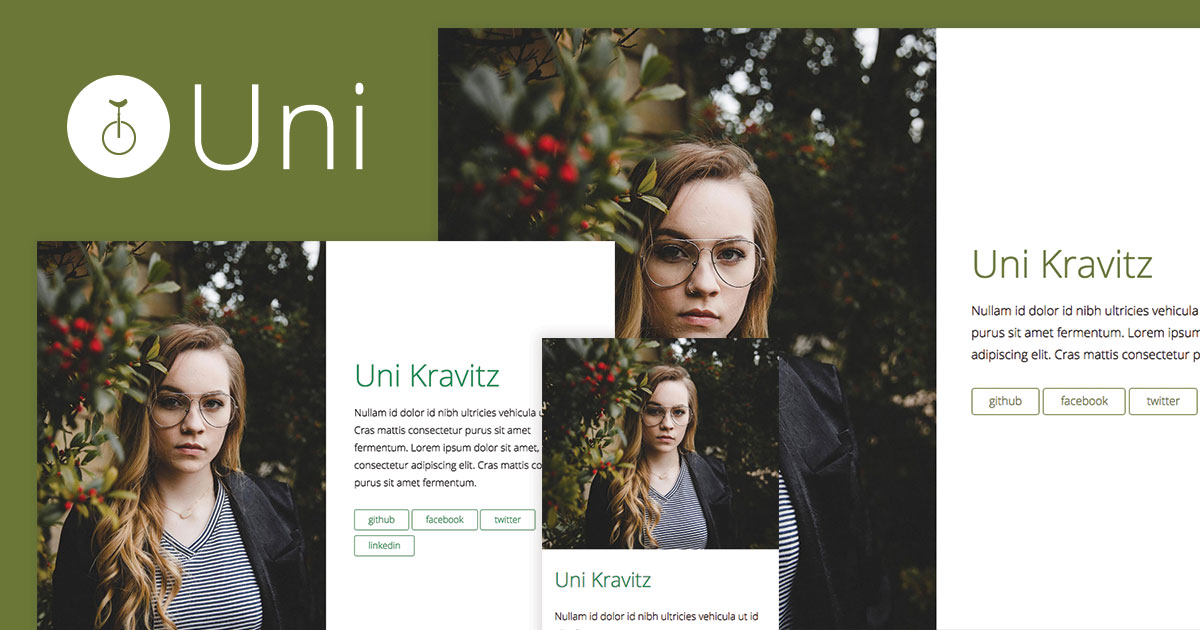 Uni
Uni Kravitz
Nullam id dolor id nibh ultricies vehicula
purus sit amet fermentum. Lorem ipsum
adipiscing elit. Cras mattis consectetur p
github facebook twitter
Uni Kravitz
Nullam id dolor id nibh ultricies vehicula u
Cras mattis consectetur purus sit amet
fermentum. Lorem ipsum dolor sit amet,
consectetur adipiscing elit. Cras mattis co
purus sit amet fermentum.
github facebook twitter
linkedin
Uni Kravitz
Nullam id dolor id nibh ultricies vehicula ut id